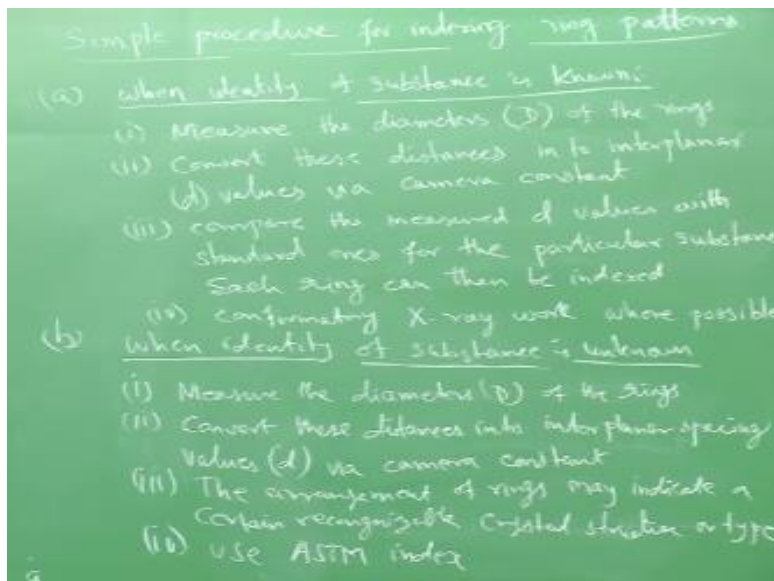 Simple procedure for indexing ring patterns
(a) when identity of substance is known:
(i) Measure the diameters (D) of the rings
(ii) Convert these distances in to interplanar
(d) values via camera constant
(iii) compare the measured d values with
standard ones for the particular substan
Each ring can then be indexed
(iv) confirmatory X-ray work where possible
(b) when identity of substance is unknown
(i) Measure the diameters (D) of the rings
(ii) Convert these distances into interplanar spacing
values (d) via camera constant
(iii) The arrangement of rings may indicate a
certain recognizable crystal structure or type
(iv) use ASTM index